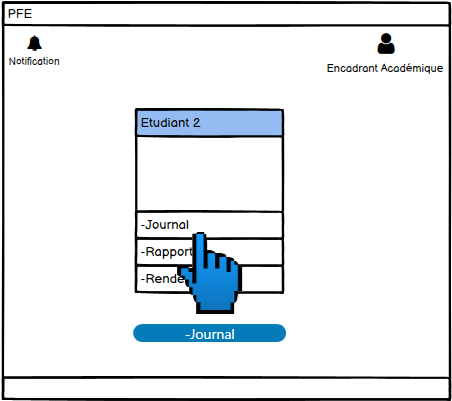 PFE
Notification
Encadrant Académique
Etudiant 2
-Journal
-Rapport
-Journal